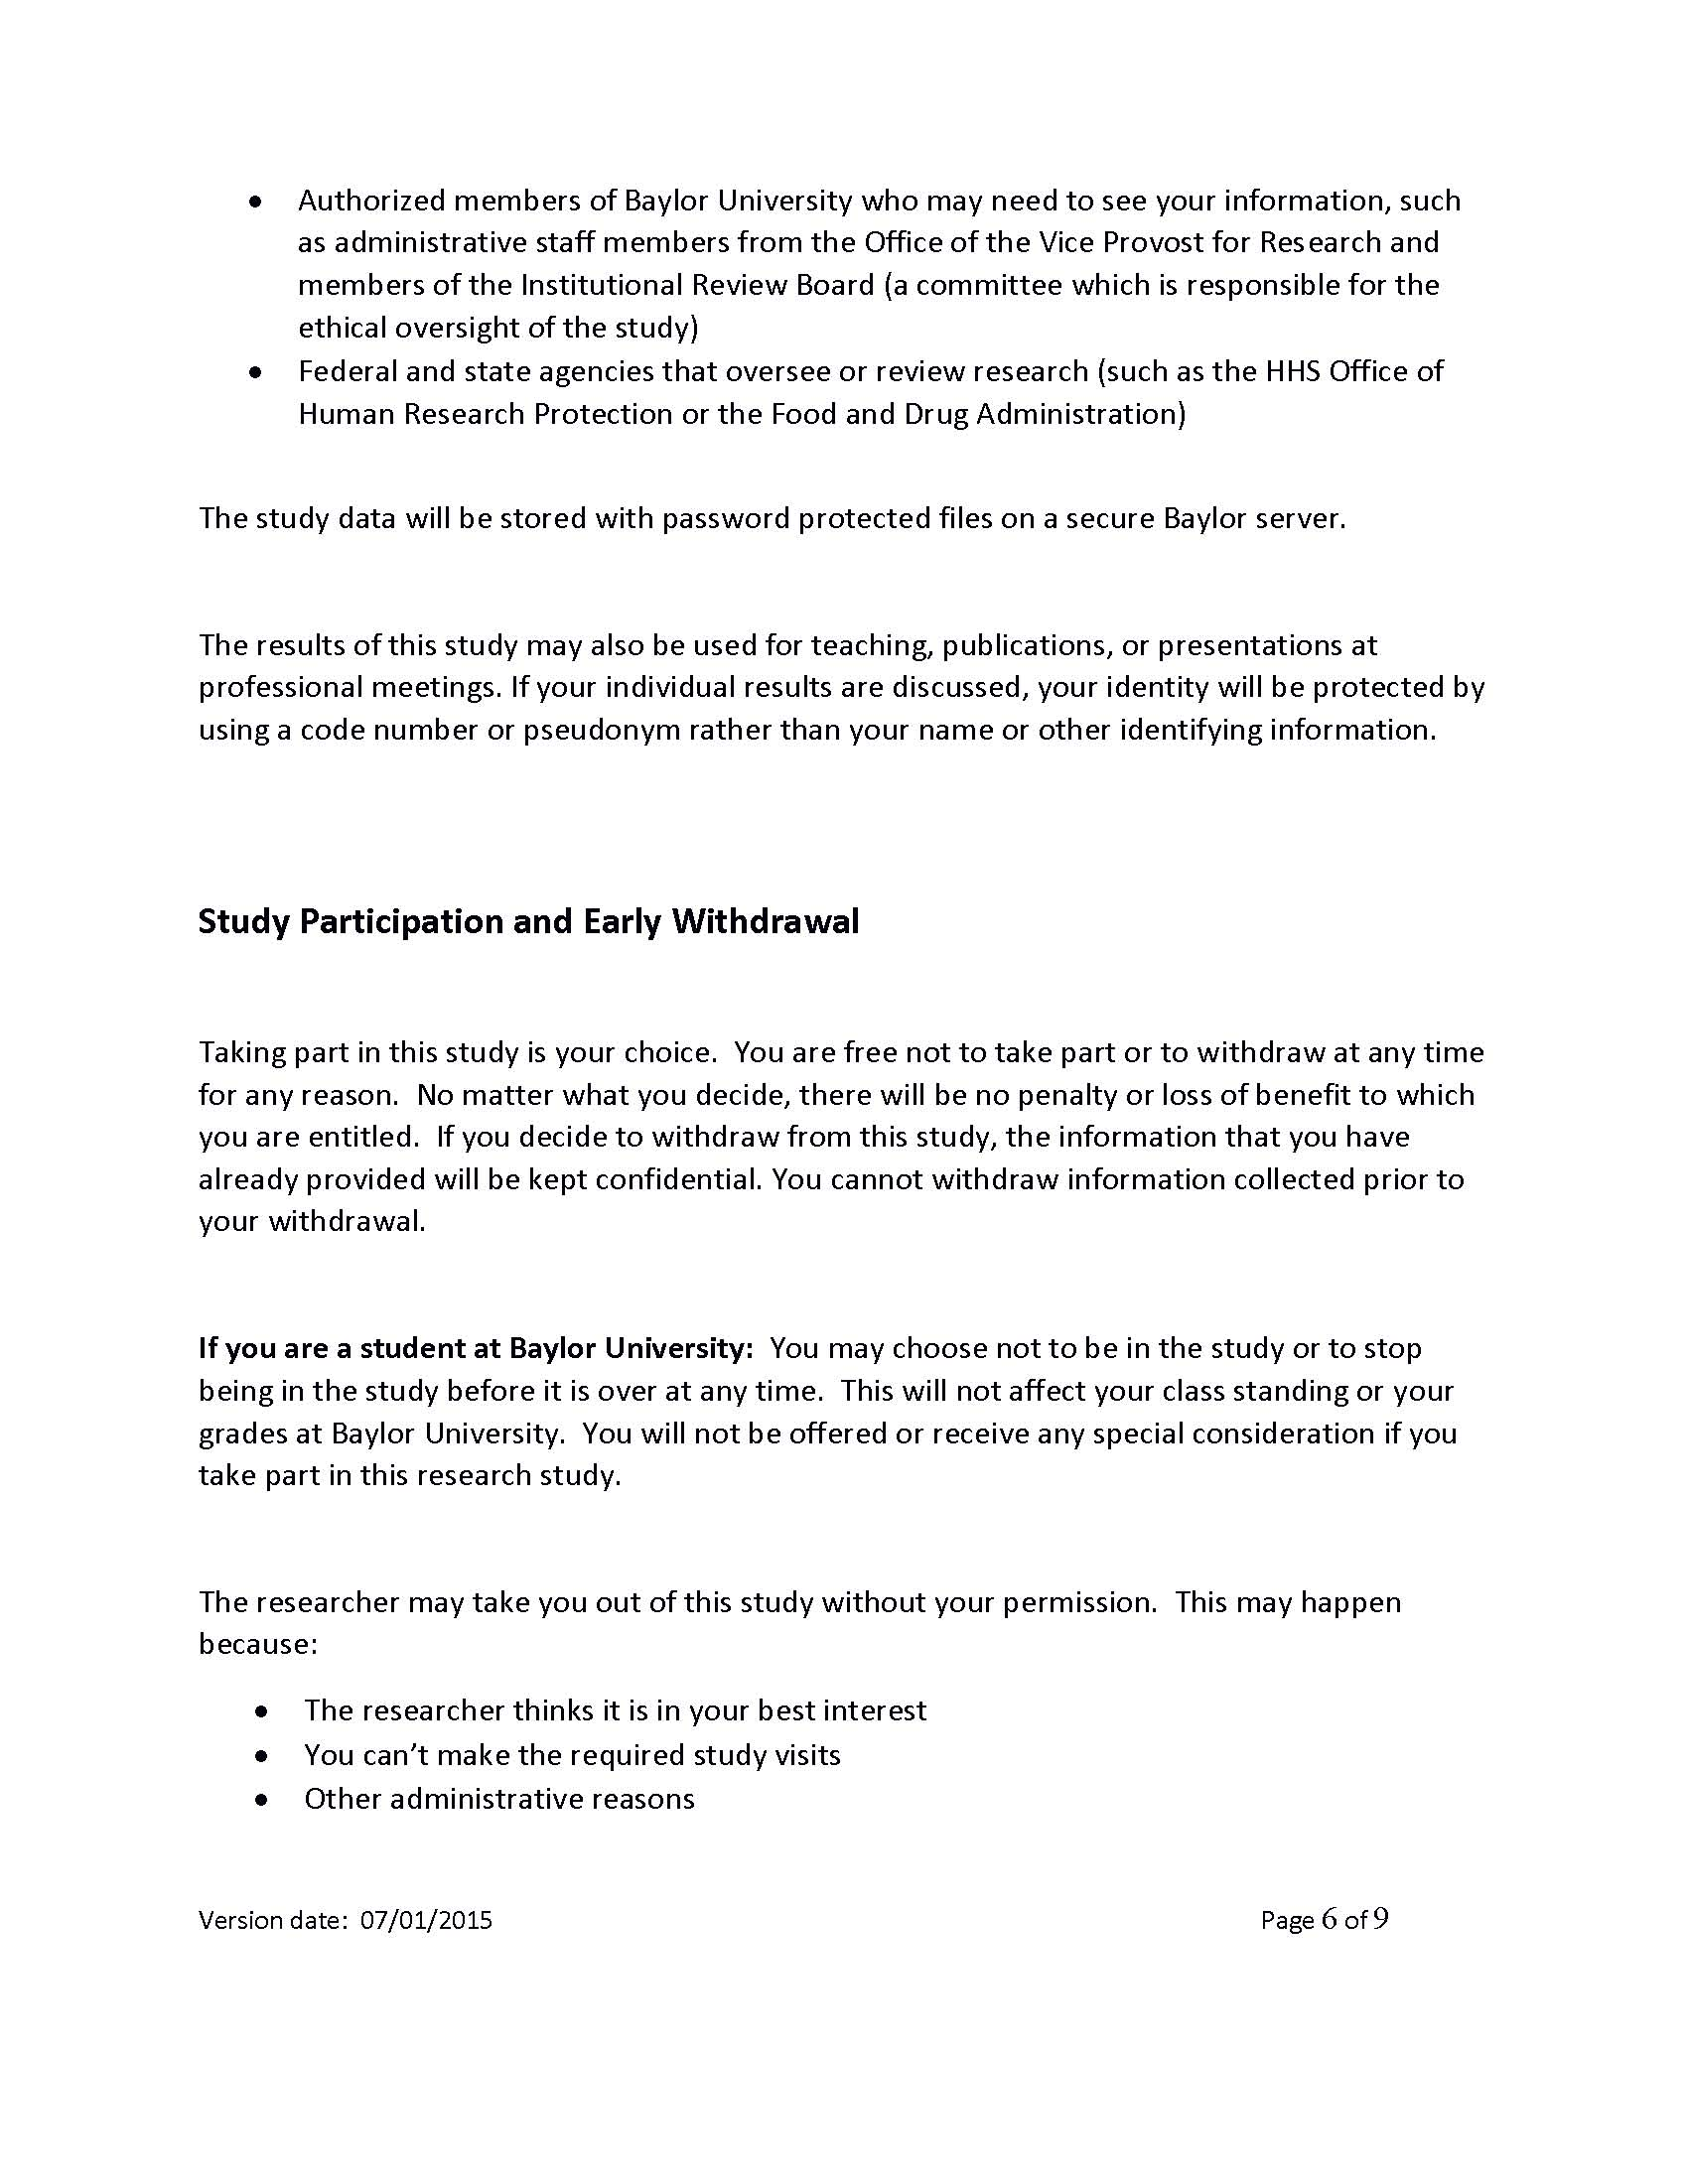 • Authorized members of Baylor University who may need to see your information, such
as administrative staff members from the Office of the Vice Provost for Research and
members of the Institutional Review Board (a committee which is responsible for the
ethical oversight of the study)
• Federal and state agencies that oversee or review research (such as the HHS Office of
Human Research Protection or the Food and Drug Administration)
The study data will be stored with password protected files on a secure Baylor server.
The results of this study may also be used for teaching, publications, or presentations at
professional meetings. If your individual results are discussed, your identity will be protected by
using a code number or pseudonym rather than your name or other identifying information.
Study Participation and Early Withdrawal
Taking part in this study is your choice.  You are free not to take part or to withdraw at any time
for any reason.  No matter what you decide, there will be no penalty or loss of benefit to which
you are entitled.  If you decide to withdraw from this study, the information that you have
already provided will be kept confidential. You cannot withdraw information collected prior to
your withdrawal.
If you are a student at Baylor University:  You may choose not to be in the study or to stop
being in the study before it is over at any time.  This will not affect your class standing or your
grades at Baylor University.  You will not be offered or receive any special consideration if you
take part in this research study.
The researcher may take you out of this study without your permission.  This may happen
because:
• The researcher thinks it is in your best interest
• You can’t make the required study visits
• Other administrative reasons
Version date:  07/01/2015 Page 6 of 9